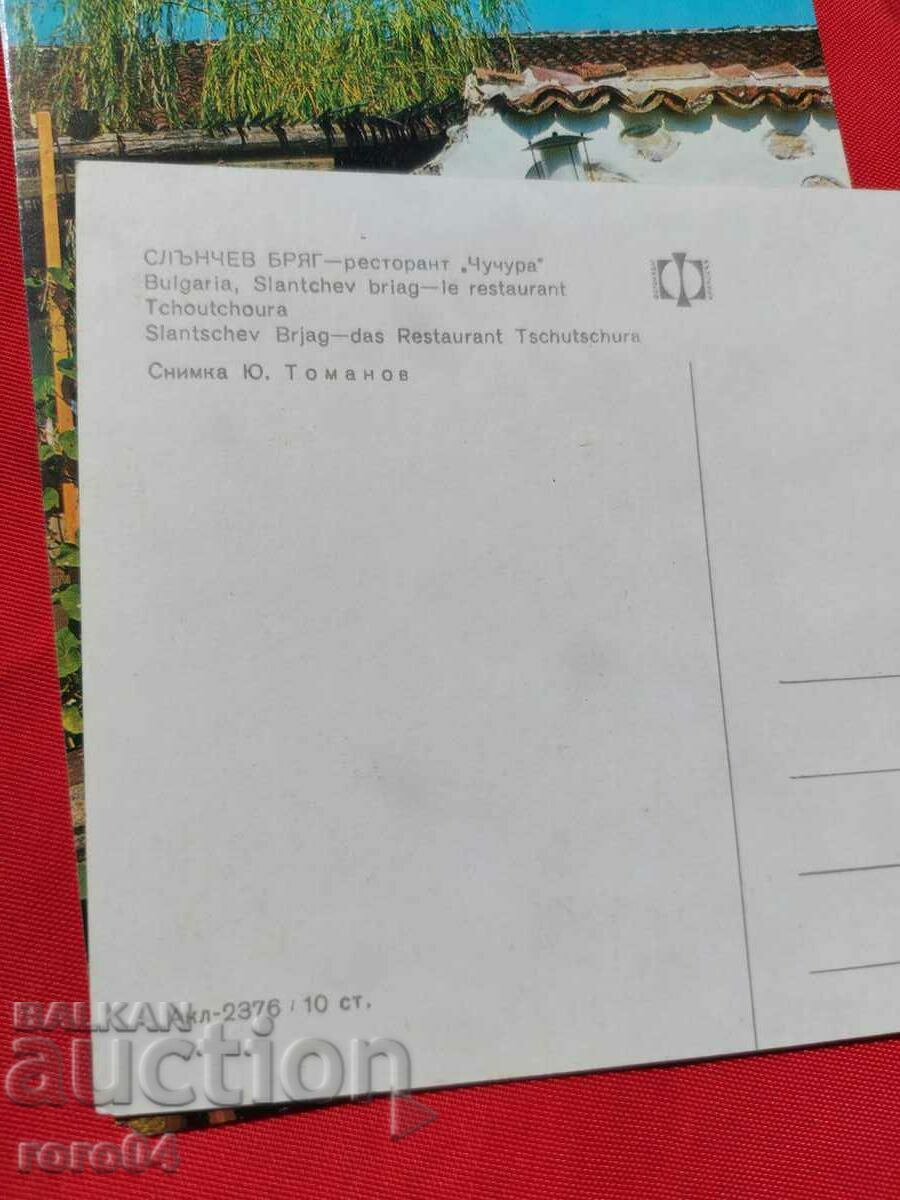 СЛЪНЧЕВ БРЯГ—ресторант „Чучура"
Bulgaria, Slantchev briag—le restaurant
Tchoutchoura
Slantschev Brjag—das Restaurant Tschutschura
Снимка Ю. Томанов
Акл-2376 / 10 ст.
BALKAN
auction
roro04